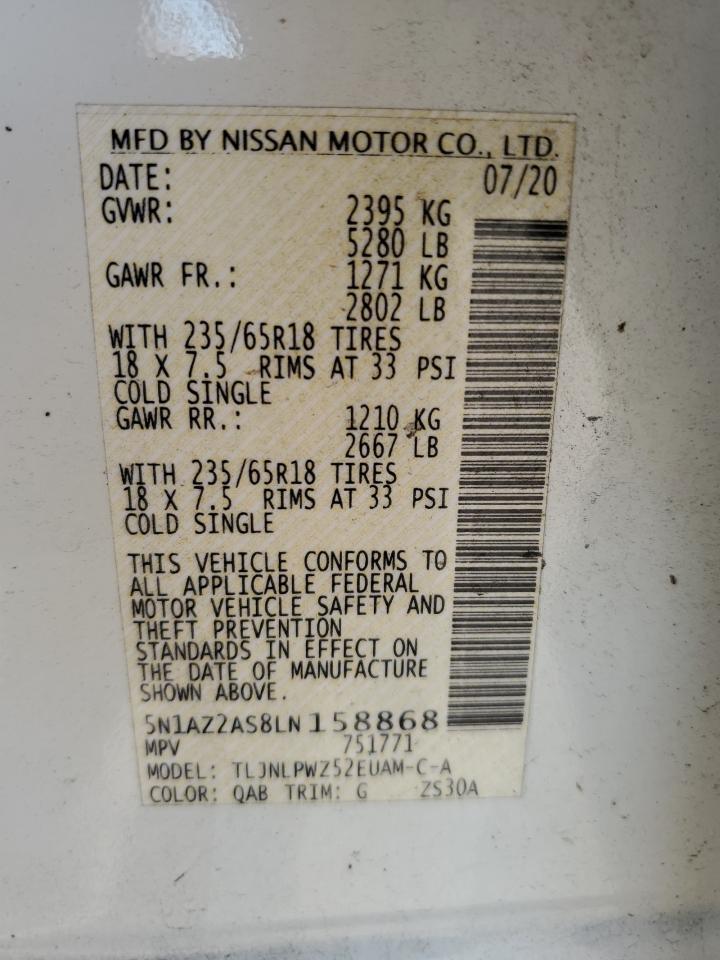 MFD BY NISSAN MOTOR CO., LTD.
DATE: 07/20
GVWR: 2395 KG
5280 LB
GAWR FR.: 1271 KG
2802 LB
WITH 235/65R18 TIRES
18 X 7.5 RIMS AT 33 PSI
COLD SINGLE
GAWR RR.: 1210 KG
2667 LB
WITH 235/65R18 TIRES
18 X 7.5 RIMS AT 33 PSI
COLD SINGLE
THIS VEHICLE CONFORMS TO
ALL APPLICABLE FEDERAL
MOTOR VEHICLE SAFETY AND
THEFT PREVENTION
STANDARDS IN EFFECT ON
THE DATE OF MANUFACTURE
SHOWN ABOVE.
5N1AZ2AS8LN158868
MPV 751771
MODEL: TLJNLPWZ52EUAM-C-A
COLOR: QAB TRIM: G ZS30A